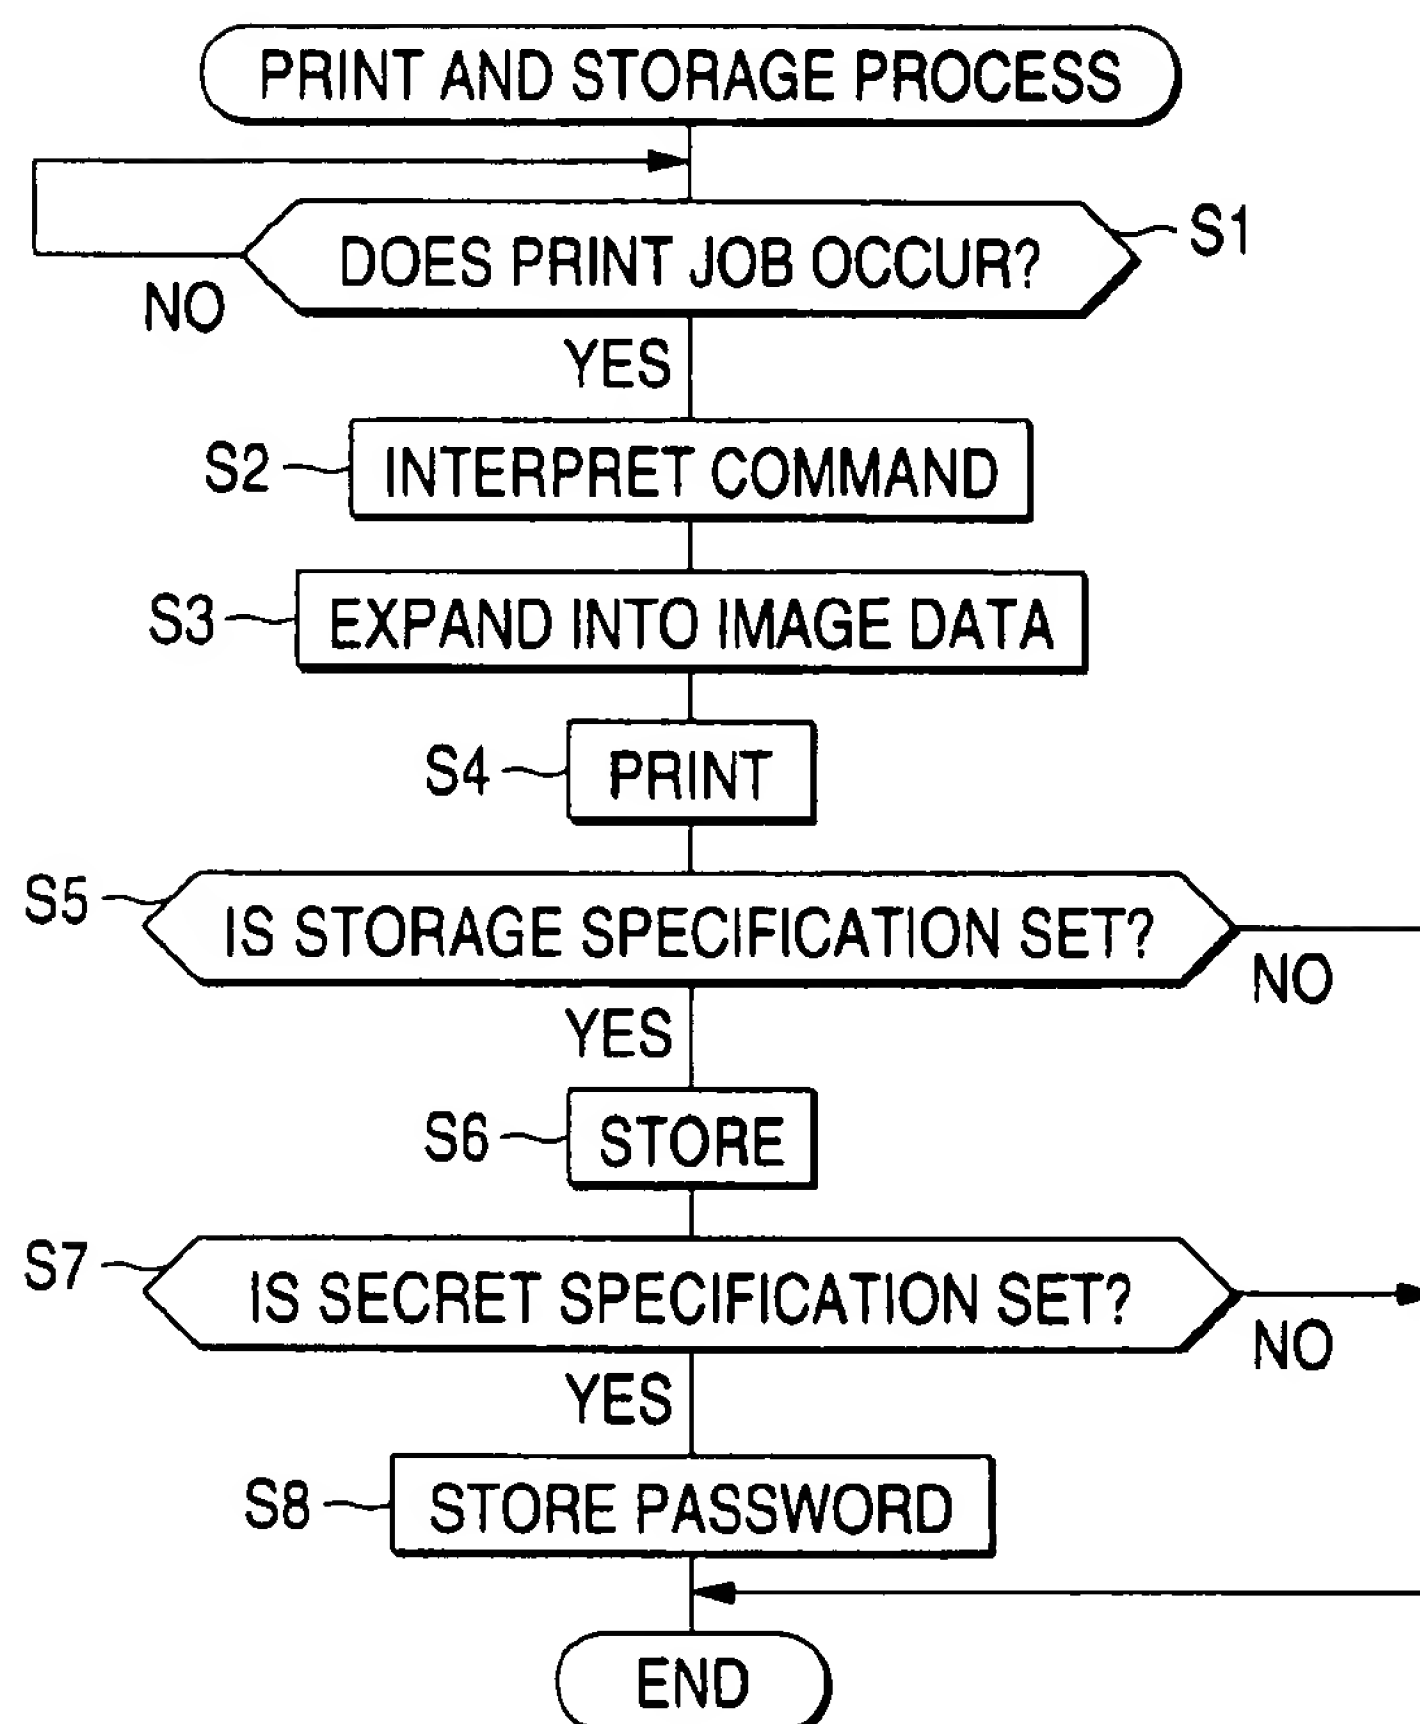 PRINT AND STORAGE PROCESS
DOES PRINT JOB OCCUR?
S1
NO
YES
S2
INTERPRET COMMAND
S3
EXPAND INTO IMAGE DATA
S4
PRINT
S5
IS STORAGE SPECIFICATION SET?
NO
YES
S6
STORE
S7
IS SECRET SPECIFICATION SET?
NO
YES
S8
STORE PASSWORD
END